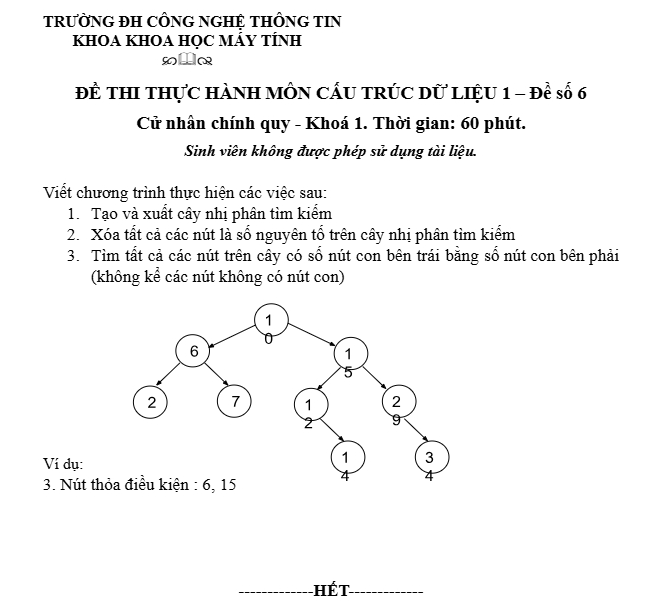 TRƯỜNG ĐH CÔNG NGHỆ THÔNG TIN
KHOA KHOA HỌC MÁY TÍNH
ĐỀ THI THỰC HÀNH MÔN CẤU TRÚC DỮ LIỆU 1 – Đề số 6
Cử nhân chính quy - Khoá 1. Thời gian: 60 phút.
Sinh viên không được phép sử dụng tài liệu.
Viết chương trình thực hiện các việc sau:
1. Tạo và xuất cây nhị phân tìm kiếm
2. Xóa tất cả các nút là số nguyên tố trên cây nhị phân tìm kiếm
3. Tìm tất cả các nút trên cây có số nút con bên trái bằng số nút con bên phải
(không kể các nút không có nút con)
10
6
15
2
7
12
29
14
34
Ví dụ:
3. Nút thỏa điều kiện : 6, 15
-------------HẾT-------------